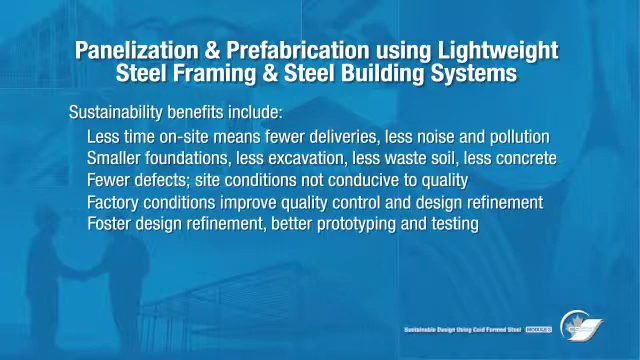 Panelization & Prefabrication using Lightweight
Steel Framing & Steel Building Systems
Sustainability benefits include:
Less time on-site means fewer deliveries, less noise and pollution
Smaller foundations, less excavation, less waste soil, less concrete
Fewer defects; site conditions not conducive to quality
Factory conditions improve quality control and design refinement
Foster design refinement, better prototyping and testing
Sustainable Design Using Cold Formed Steel